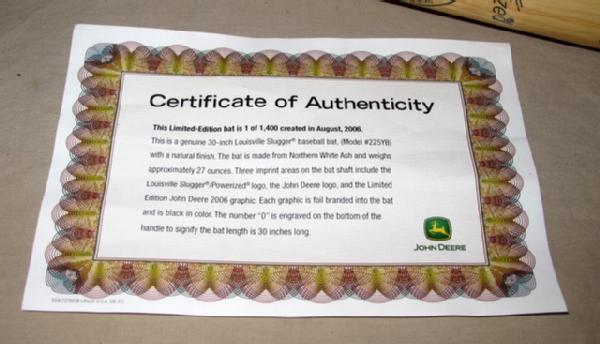 Certificate of Authenticity
This Limited-Edition bat is 1 of 1,400 created in August, 2006.
This is a genuine 30-inch Louisville Slugger® baseball bat, (Model #225YB)
with a natural finish. The bat is made from Northern White Ash and weighs
approximately 27 ounces. Three imprint areas on the bat shaft include the
Louisville Slugger®/Powerized® logo, the John Deere logo, and the Limited
Edition John Deere 2006 graphic. Each graphic is foil branded into the bat
and is black in color. The number "0" is engraved on the bottom of the
handle to signify the bat length is 30 inches long.
JOHN DEERE